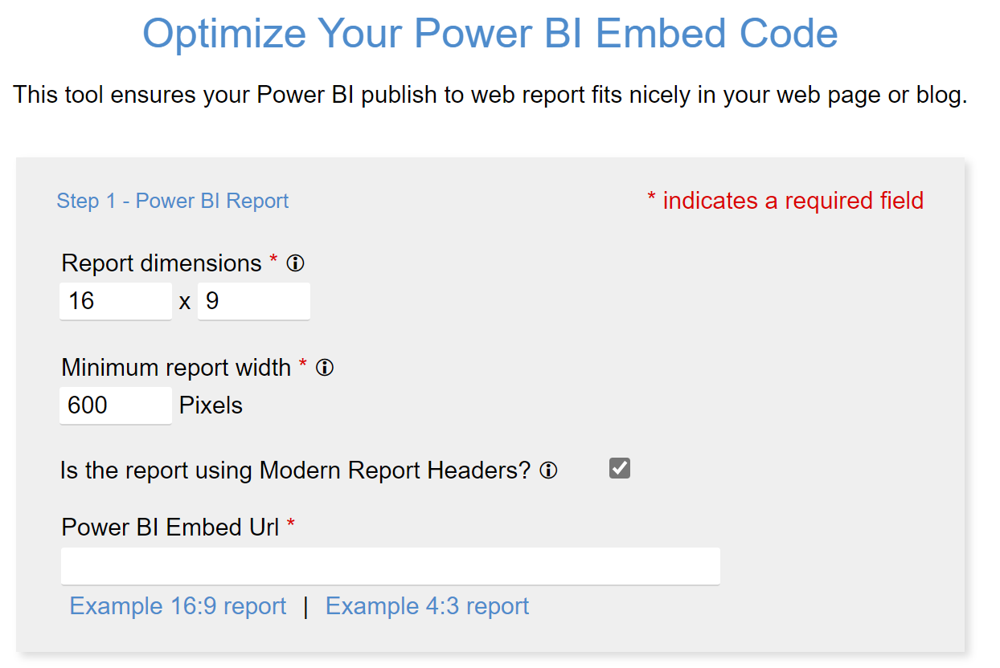 Optimize Your Power BI Embed Code
This tool ensures your Power BI publish to web report fits nicely in your web page or blog.
Step 1 - Power BI Report
* indicates a required field
Report dimensions *
16 x 9
Minimum report width *
600 Pixels
Is the report using Modern Report Headers?
Power BI Embed Url *
Example 16:9 report | Example 4:3 report